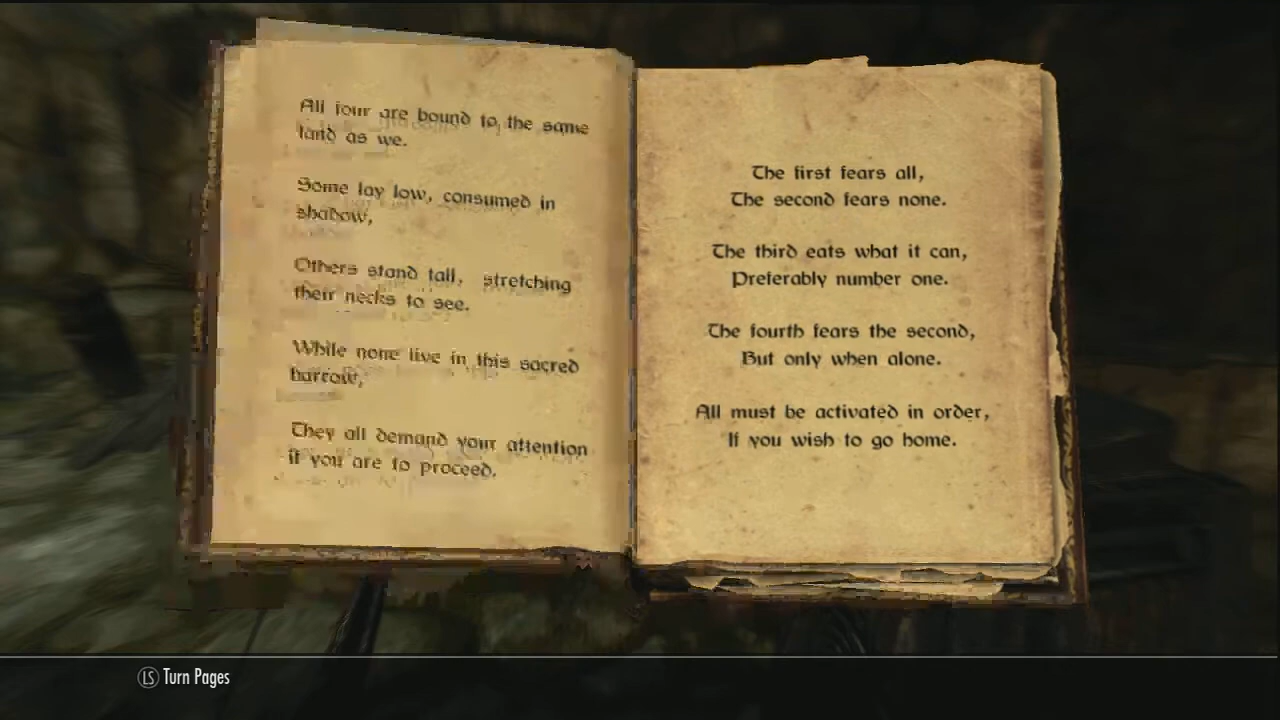 All four are bound to the same
land as we.
Some lay low, consumed in
shadow,
Others stand tall, stretching
their necks to see.
While none live in this sacred
barrow,
They all demand your attention
if you are to proceed.
The first fears all,
The second fears none.
The third eats what it can,
Preferably number one.
The fourth fears the second,
But only when alone.
All must be activated in order,
If you wish to go home.
LS Turn Pages